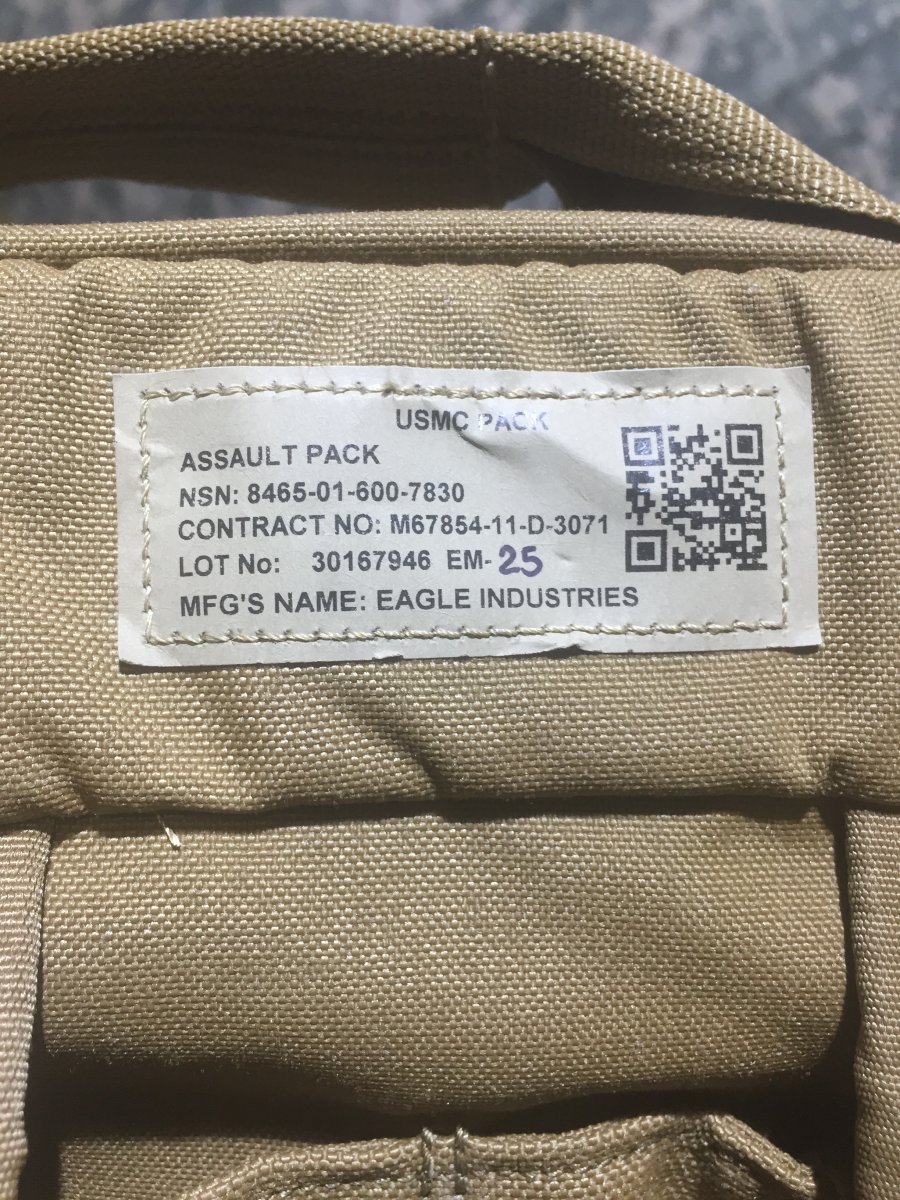 USMC PACK
ASSAULT PACK
NSN: 8465-01-600-7830
CONTRACT NO: M67854-11-D-3071
LOT No: 30167946 EM-25
MFG'S NAME: EAGLE INDUSTRIES